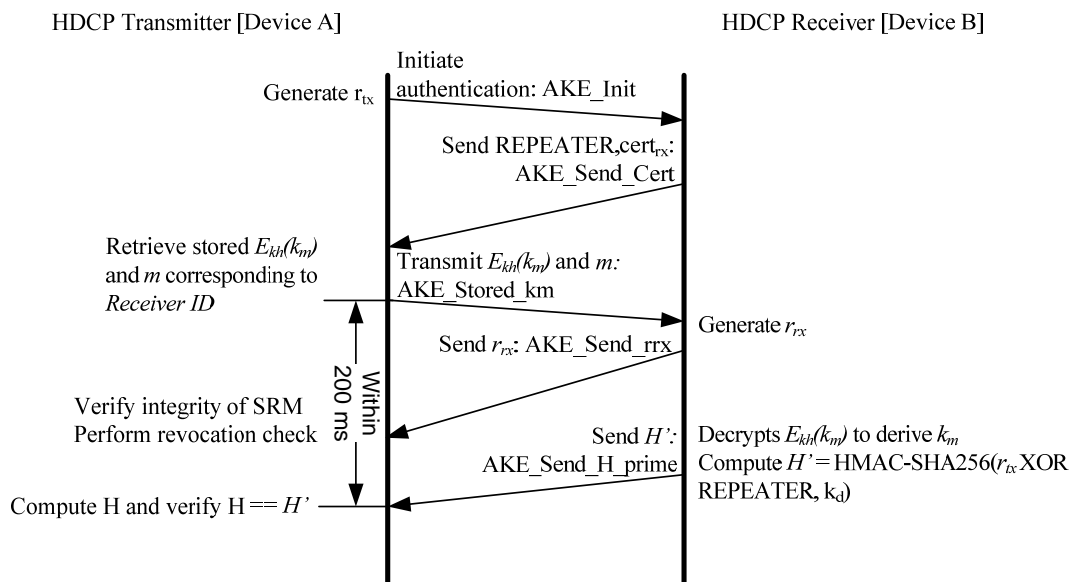 HDCP Transmitter [Device A]
HDCP Receiver [Device B]
Initiate
authentication: AKE_Init
Generate rtx
Send REPEATER,certrx:
AKE_Send_Cert
Retrieve stored Ekh(km)
and m corresponding to
Receiver ID
Transmit Ekh(km) and m:
AKE_Stored_km
Generate rrx
Send rrx: AKE_Send_rrx
Within
200 ms
Verify integrity of SRM
Perform revocation check
Send H’:
AKE_Send_H_prime
Decrypts Ekh(km) to derive km
Compute H’ = HMAC-SHA256(rtx XOR
REPEATER, kd)
Compute H and verify H == H’